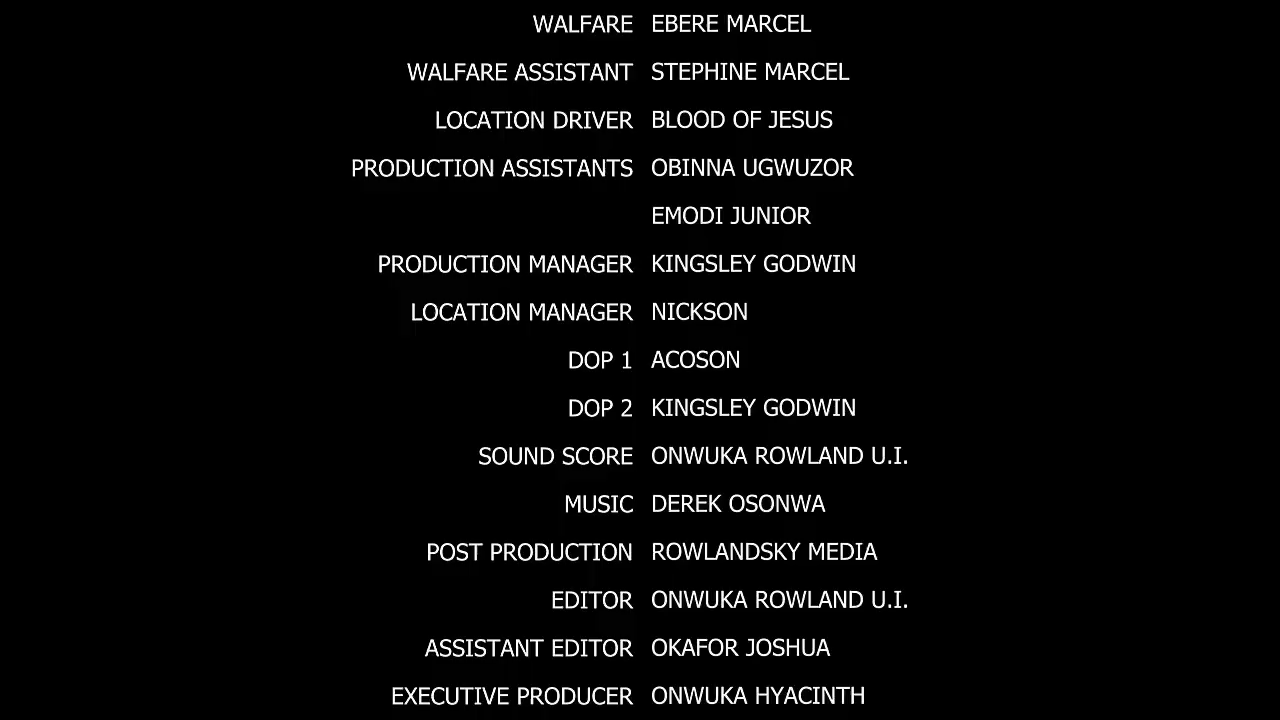 WALFARE EBERE MARCEL
WALFARE ASSISTANT STEPHINE MARCEL
LOCATION DRIVER BLOOD OF JESUS
PRODUCTION ASSISTANTS OBINNA UGWUZOR
EMODI JUNIOR
PRODUCTION MANAGER KINGSLEY GODWIN
LOCATION MANAGER NICKSON
DOP 1 ACOSON
DOP 2 KINGSLEY GODWIN
SOUND SCORE ONWUKA ROWLAND U.I.
MUSIC DEREK OSONWA
POST PRODUCTION ROWLANDSKY MEDIA
EDITOR ONWUKA ROWLAND U.I.
ASSISTANT EDITOR OKAFOR JOSHUA
EXECUTIVE PRODUCER ONWUKA HYACINTH